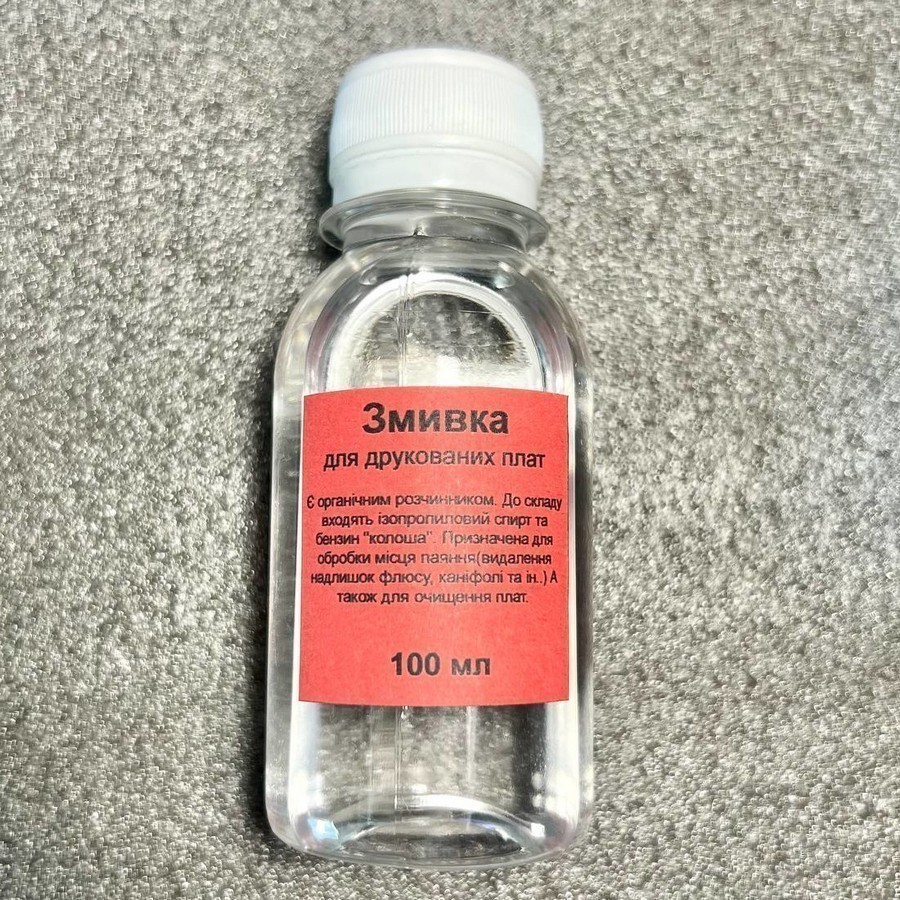 Змивка
для друкованих плат
Є органічним розчинником. До складу
входять ізопропиловий спирт та
бензин "колоша". Призначена для
обробки місця паяння(видалення
надлишок флюсу, каніфолі та ін..) А
також для очищення плат.
100 мл